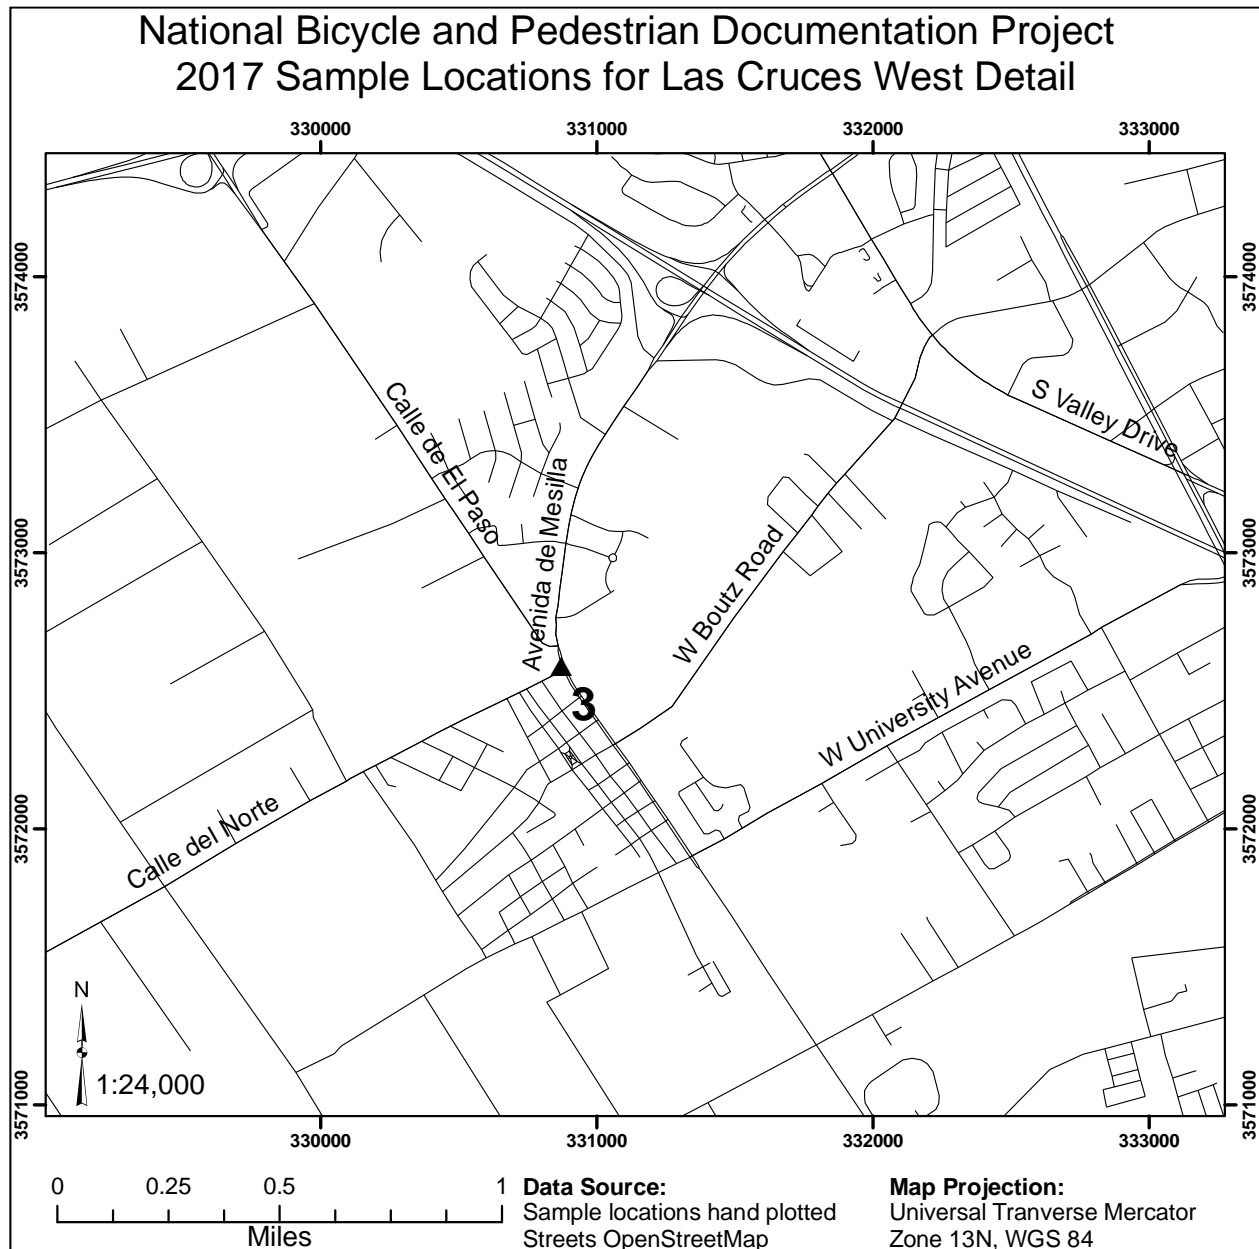 National Bicycle and Pedestrian Documentation Project
2017 Sample Locations for Las Cruces West Detail
330000 331000 332000 333000
3574000 3574000
Calle de El Paso
S Valley Drive
Avenida de Mesilla
3573000 3573000
W Boutz Road
3
W University Avenue
Calle del Norte
3572000 3572000
N
1:24,000
3571000 3571000
330000 331000 332000 333000
0 0.25 0.5 1
Miles
Data Source:
Sample locations hand plotted
Streets OpenStreetMap
Map Projection:
Universal Tranverse Mercator
Zone 13N, WGS 84